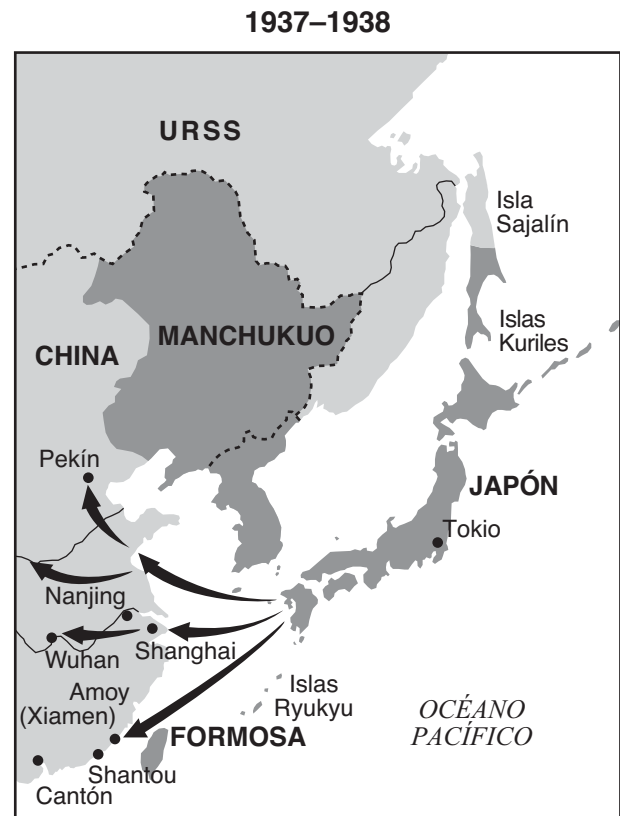 1937–1938
URSS
Isla
Sajalín
Islas
Kuriles
MANCHUKUO
CHINA
Pekín
JAPÓN
Tokio
Nanjing
Wuhan
Shanghai
Amoy
(Xiamen)
Islas
Ryukyu
OCÉANO
PACÍFICO
FORMOSA
Shantou
Cantón